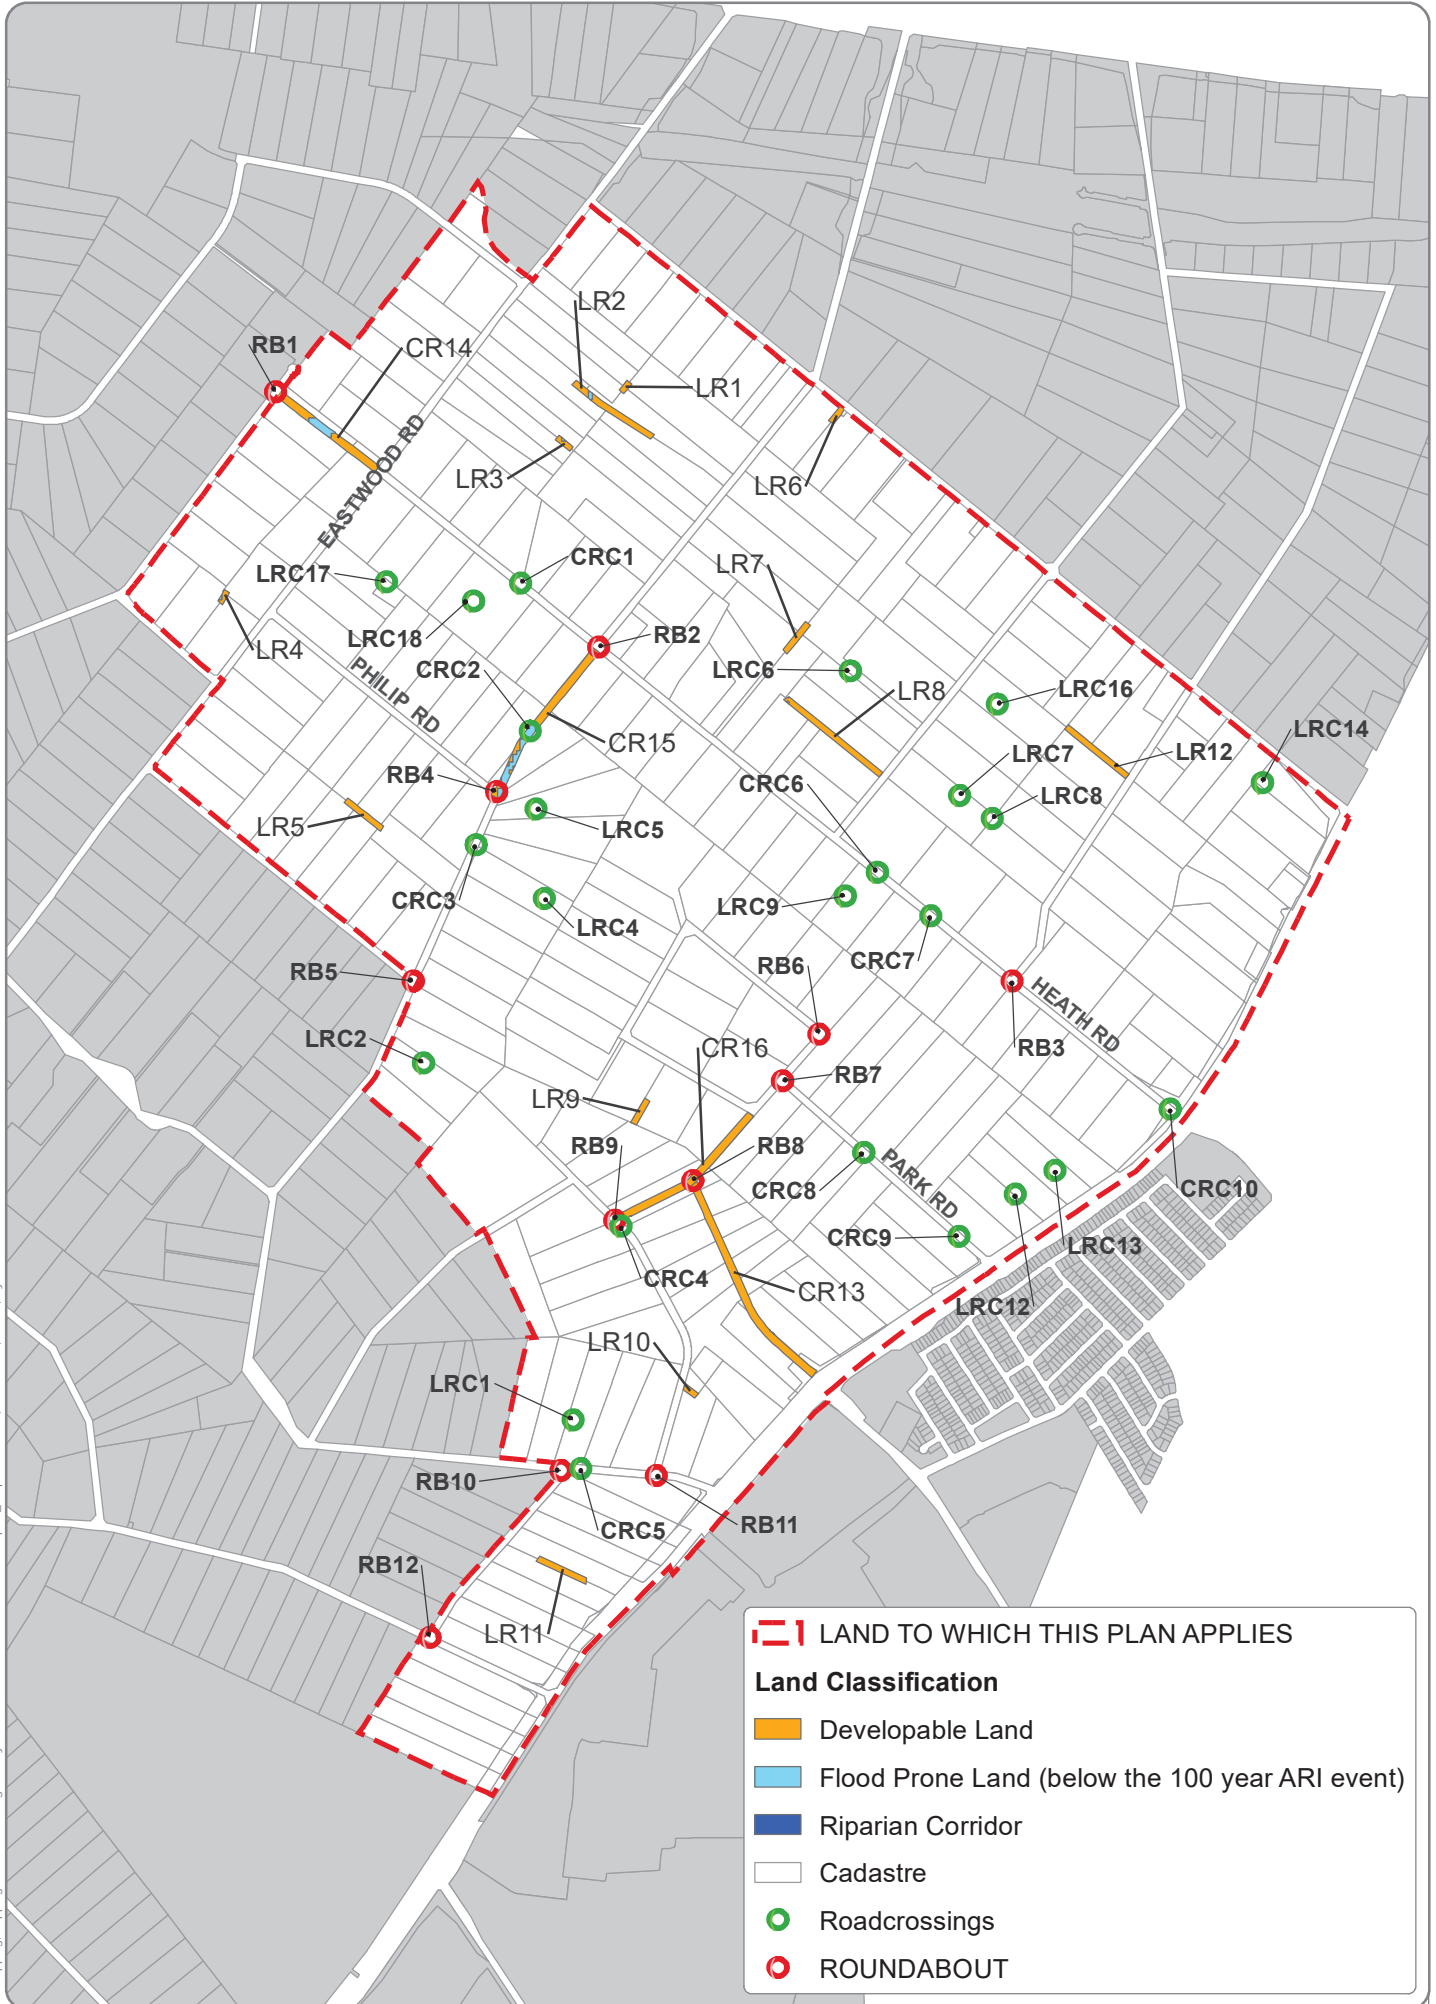 LR2
RB1
CR14
LR1
EASTWOOD RD
LR3
LR6
CRC1
LR7
LRC17
LRC18
RB2
LR4
CRC2
LRC6
LRC16
LR8
PHILIP RD
LRC14
CR15
LRC7
LR12
RB4
CRC6
LRC8
LR5
LRC5
CRC3
LRC9
LRC4
CRC7
RB6
RB5
HEATH RD
LRC2
CR16
RB3
RB7
LR9
RB9
RB8
CRC8
PARK RD
CRC10
CRC9
LRC13
CRC4
CR13
LRC12
LR10
LRC1
RB10
CRC5
RB11
RB12
LR11
LAND TO WHICH THIS PLAN APPLIES
Land Classification
Developable Land
Flood Prone Land (below the 100 year ARI event)
Riparian Corridor
Cadastre
Roadcrossings
ROUNDABOUT